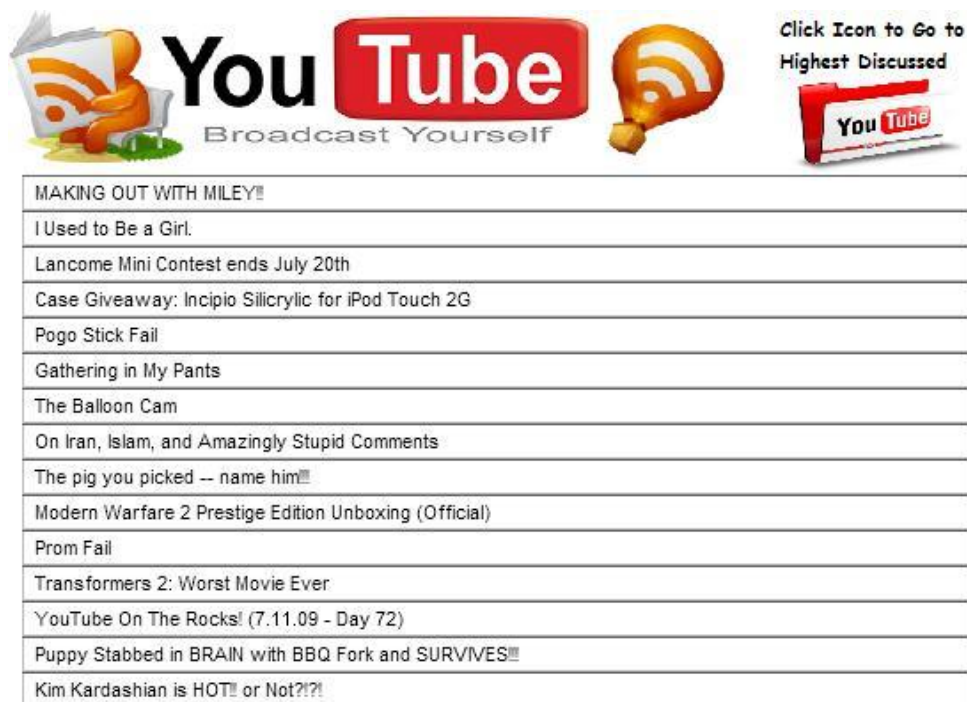 You Tube
Broadcast Yourself
Click Icon to Go to
Highest Discussed
You Tube
MAKING OUT WITH MILEY!!!
I Used to Be a Girl.
Lancome Mini Contest ends July 20th
Case Giveaway: Incipio Silicrylic for iPod Touch 2G
Pogo Stick Fail
Gathering in My Pants
The Balloon Cam
On Iran, Islam, and Amazingly Stupid Comments
The pig you picked -- name him!!!
Modern Warfare 2 Prestige Edition Unboxing (Official)
Prom Fail
Transformers 2: Worst Movie Ever
YouTube On The Rocks! (7.11.09 - Day 72)
Puppy Stabbed in BRAIN with BBQ Fork and SURVIVES!!!
Kim Kardashian is HOT!! or Not?!?!